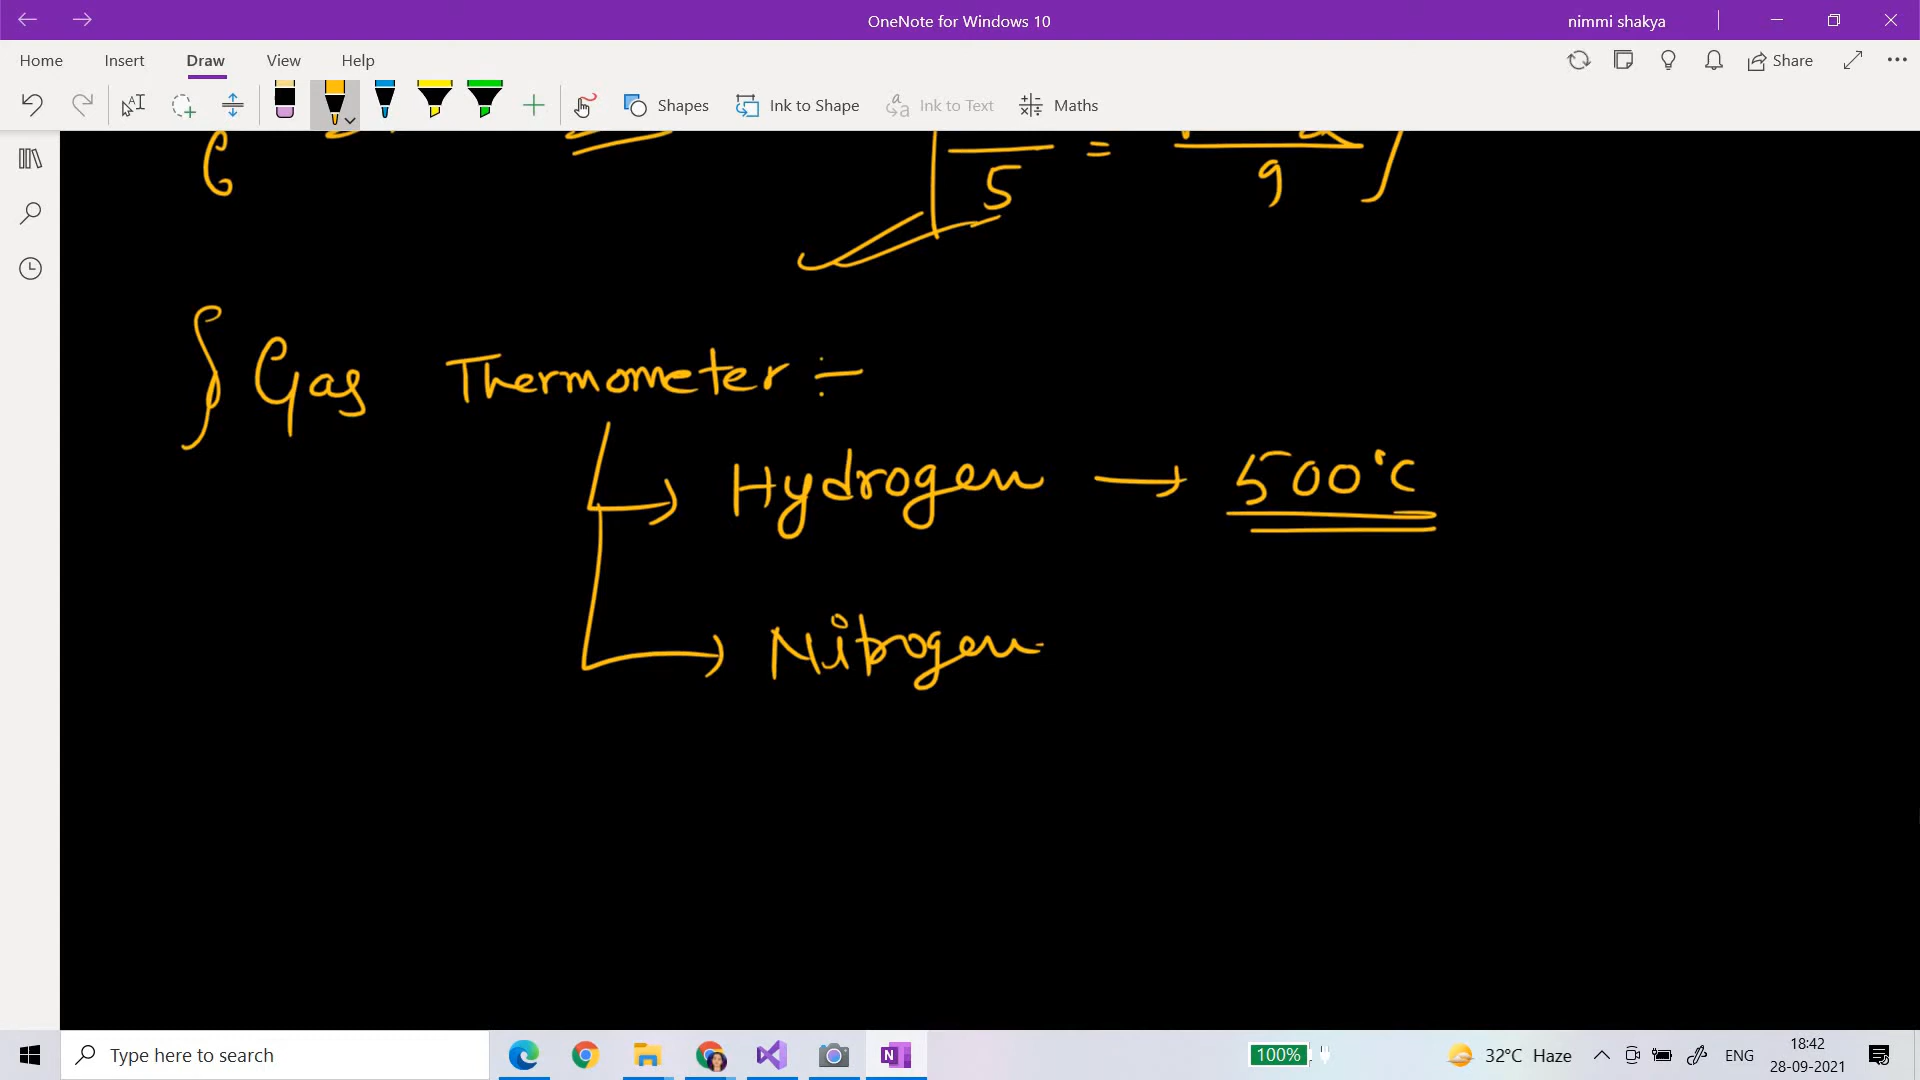 OneNote for Windows 10
nimmi shakya
Home Insert Draw View Help
Share
Shapes Ink to Shape Ink to Text Maths
5 = 9
Gas Thermometer :-
Hydrogen → 500°C
→ Nitrogen
Type here to search
100%
32°C Haze
ENG
18:42
28-09-2021